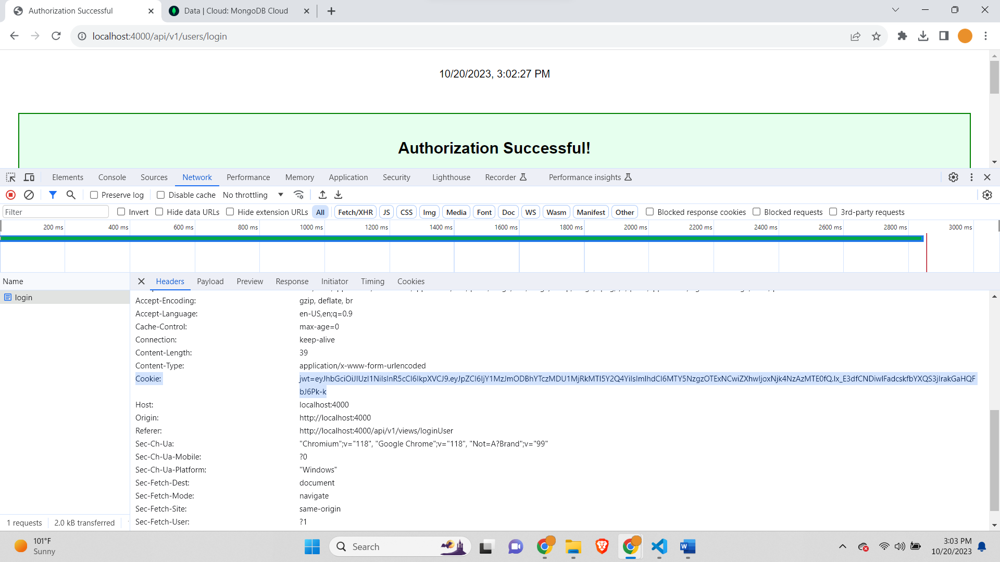 Authorization Successful
Data | Cloud: MongoDB Cloud
localhost:4000/api/v1/users/login
10/20/2023, 3:02:27 PM
Authorization Successful!
Elements Console Sources Network Performance Memory Application Security Lighthouse Recorder Performance insights
Preserve log Disable cache No throttling
Filter Invert Hide data URLs Hide extension URLs All Fetch/XHR JS CSS Img Media Font Doc WS Wasm Manifest Other Blocked response cookies Blocked requests 3rd-party requests
200 ms 400 ms 600 ms 800 ms 1000 ms 1200 ms 1400 ms 1600 ms 1800 ms 2000 ms 2200 ms 2400 ms 2600 ms 2800 ms 3000 ms
Name Headers Payload Preview Response Initiator Timing Cookies
login
Accept-Encoding: gzip, deflate, br
Accept-Language: en-US,en;q=0.9
Cache-Control: max-age=0
Connection: keep-alive
Content-Length: 39
Content-Type: application/x-www-form-urlencoded
Cookie:
Host: localhost:4000
Origin: http://localhost:4000
Referer: http://localhost:4000/api/v1/views/loginUser
Sec-Ch-Ua: "Chromium";v="118", "Google Chrome";v="118", "Not=A?Brand";v="99"
Sec-Ch-Ua-Mobile: ?0
Sec-Ch-Ua-Platform: "Windows"
Sec-Fetch-Dest: document
Sec-Fetch-Mode: navigate
Sec-Fetch-Site: same-origin
Sec-Fetch-User: ?1
1 requests 2.0 kB transferred
101°F
Sunny
Search
3:03 PM
10/20/2023